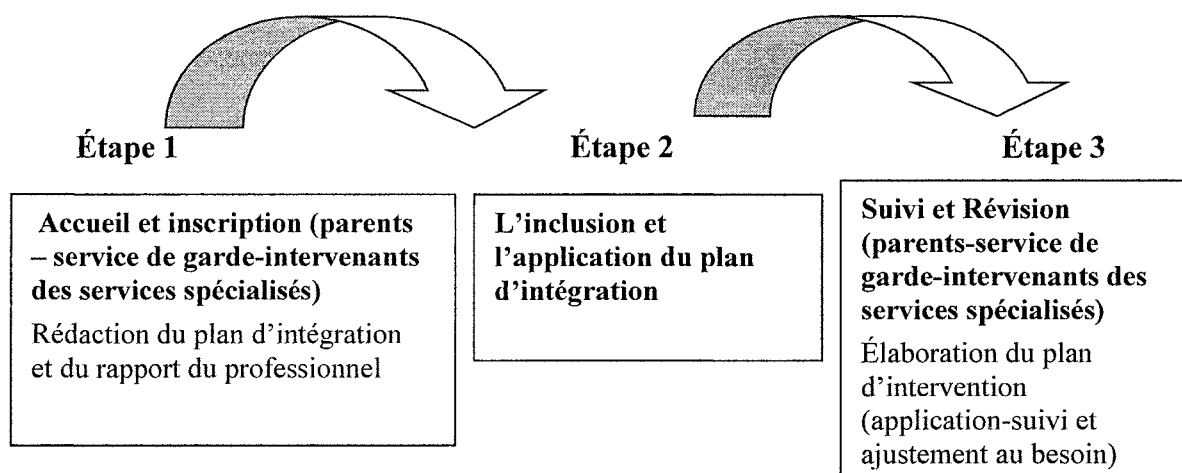 Étape 1
Accueil et inscription (parents
– service de garde-intervenants
des services spécialisés)
Rédaction du plan d'intégration
et du rapport du professionnel
Étape 2
L'inclusion et
l'application du plan
d'intégration
Étape 3
Suivi et Révision
(parents-service de
garde-intervenants des
services spécialisés)
Élaboration du plan
d'intervention
(application-suivi et
ajustement au besoin)